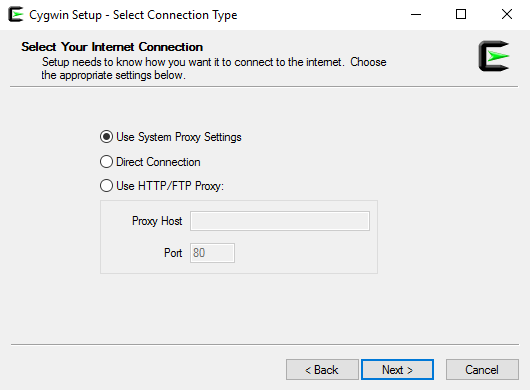 Cygwin Setup - Select Connection Type
Select Your Internet Connection
Setup needs to know how you want it to connect to the internet. Choose
the appropriate settings below.
Use System Proxy Settings
Direct Connection
Use HTTP/FTP Proxy:
Proxy Host
Port 80
< Back Next > Cancel